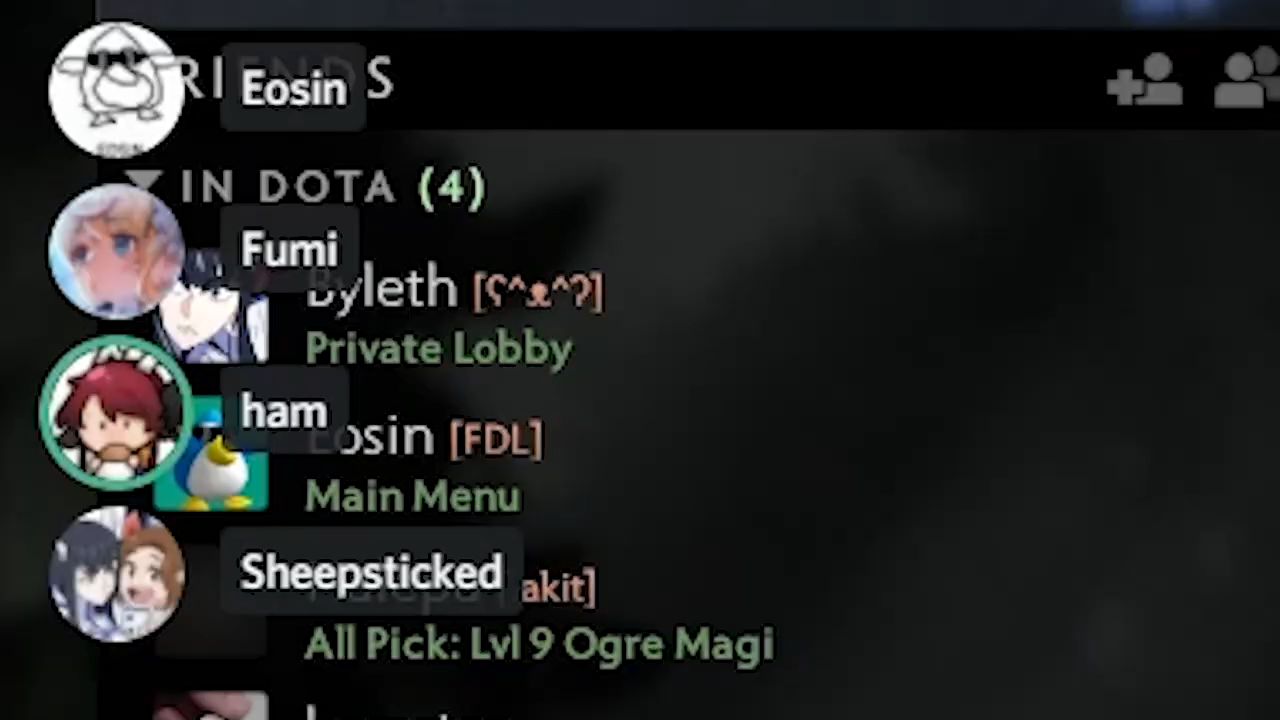 FRIENDS
Eosin
IN DOTA (4)
Fumi
Byleth [ʕ^ᴥ^ʔ]
Private Lobby
ham
Eosin [FDL]
Main Menu
Sheepsticked
akit]
All Pick: Lvl 9 Ogre Magi